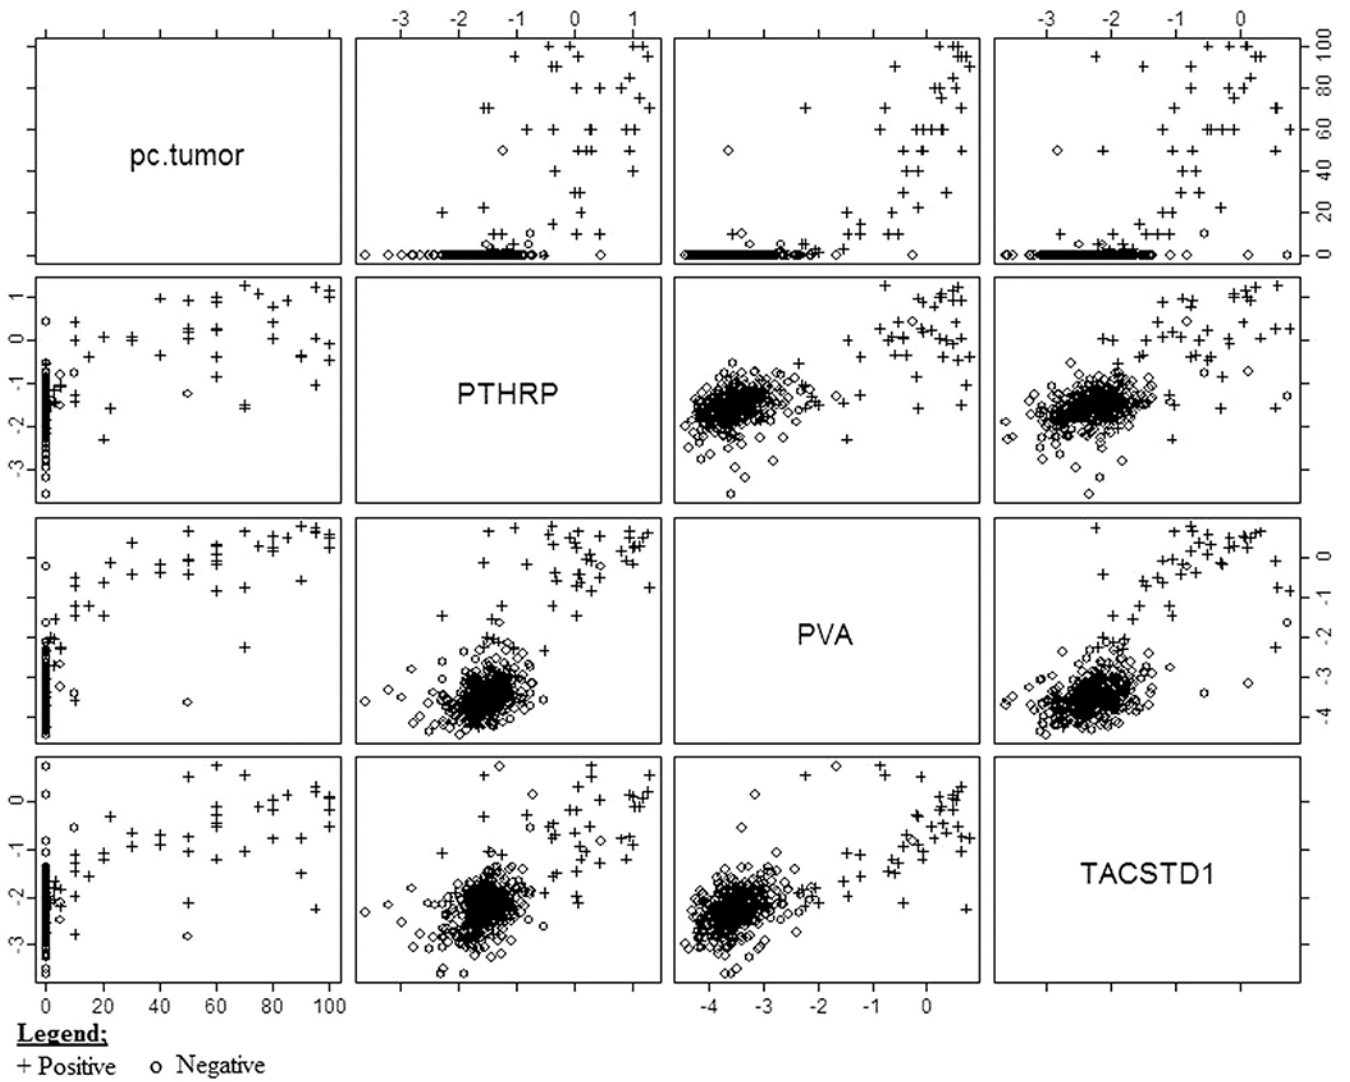 -3 -2 -1 0 1 -3 -2 -1 0
pc.tumor
0 20 40 60 80 100
-3 -2 -1 0 1
PTHRP
PVA
-4 -3 -2 -1 0
-3 -2 -1 0
TACSTD1
0 20 40 60 80 100 -4 -3 -2 -1 0
Legend;
+ Positive o Negative